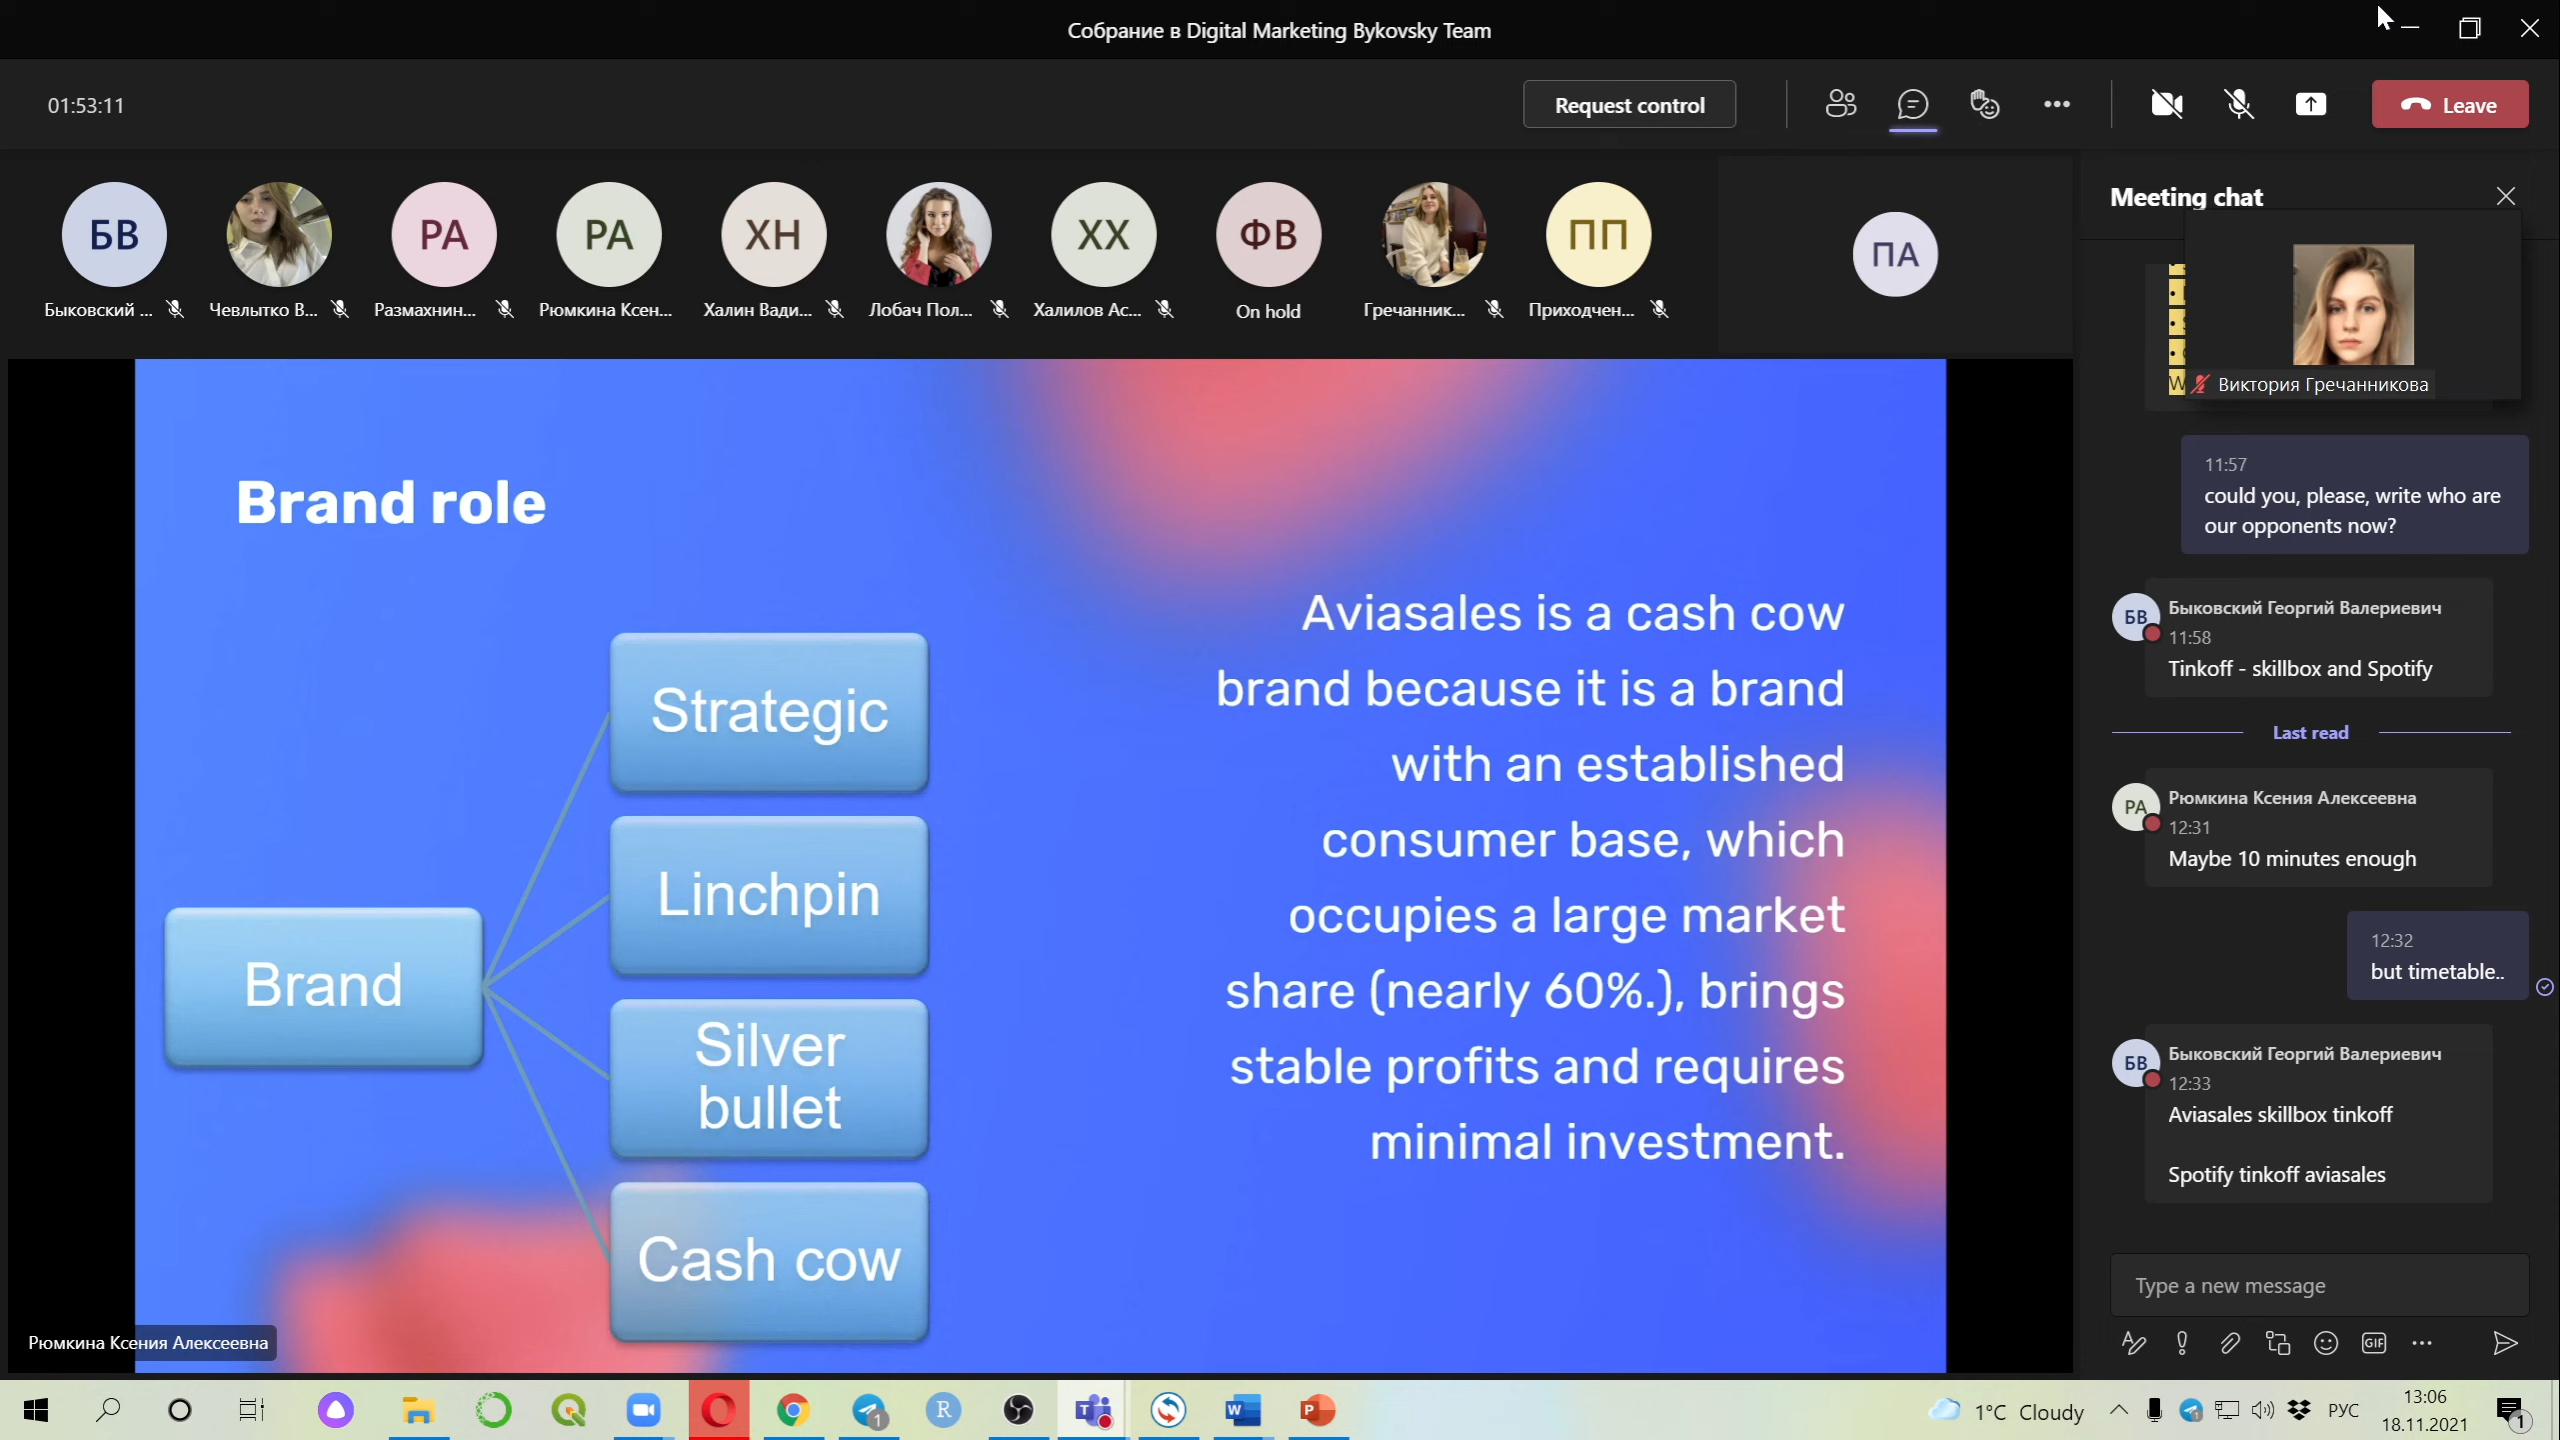 Собрание в Digital Marketing Bykovsky Team
01:53:11
Request control
Leave
БВ
РА
РА
ХН
ХХ
ФВ
ПП
ПА
Быковский ...
Чевлытко В...
Размахнин...
Рюмкина Ксен...
Халин Вади...
Лобач Пол...
Халилов Ас...
On hold
Гречанник...
Приходчен...
Brand role
Brand
Strategic
Linchpin
Silver
bullet
Cash cow
Aviasales is a cash cow
brand because it is a brand
with an established
consumer base, which
occupies a large market
share (nearly 60%.), brings
stable profits and requires
minimal investment.
Рюмкина Ксения Алексеевна
Meeting chat
W
Виктория Гречанникова
11:57
could you, please, write who are
our opponents now?
БВ
Быковский Георгий Валериевич
11:58
Tinkoff - skillbox and Spotify
Last read
РА
Рюмкина Ксения Алексеевна
12:31
Maybe 10 minutes enough
12:32
but timetable..
БВ
Быковский Георгий Валериевич
12:33
Aviasales skillbox tinkoff
Spotify tinkoff aviasales
Type a new message
GIF
1°C Cloudy
РУС
13:06
18.11.2021
1